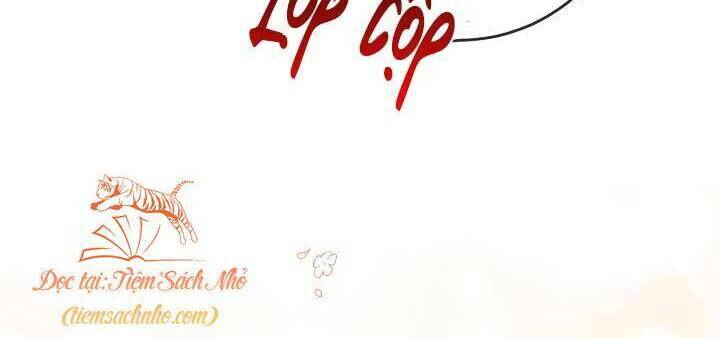 Lộp Cộp
Đọc tại: Tiệm Sách Nhỏ
(tiemsachnho.com)